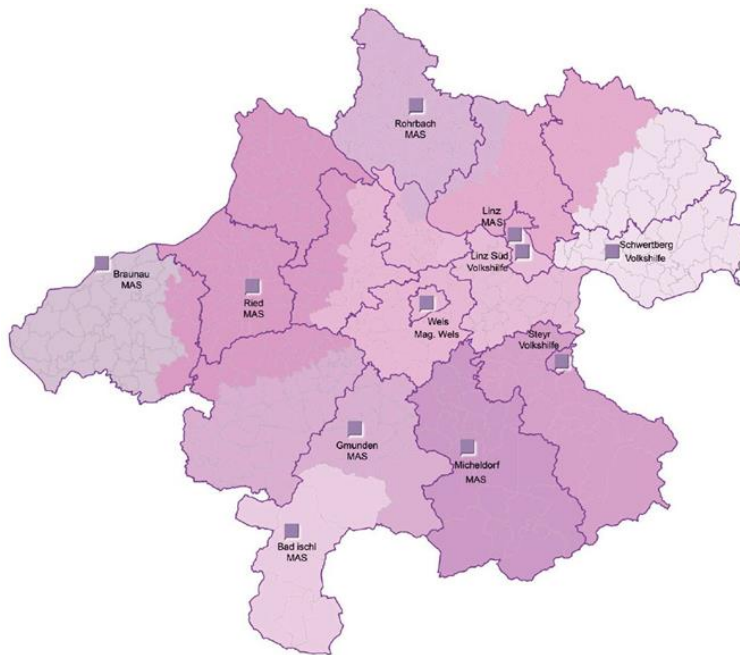 Rohrbach
MAS
Linz
MAS
Linz Süd
Volkshilfe
Schwertberg
Volkshilfe
Braunau
MAS
Ried
MAS
Wels
Mag. Wels
Steyr
Volkshilfe
Gmunden
MAS
Micheldorf
MAS
Bad ischl
MAS